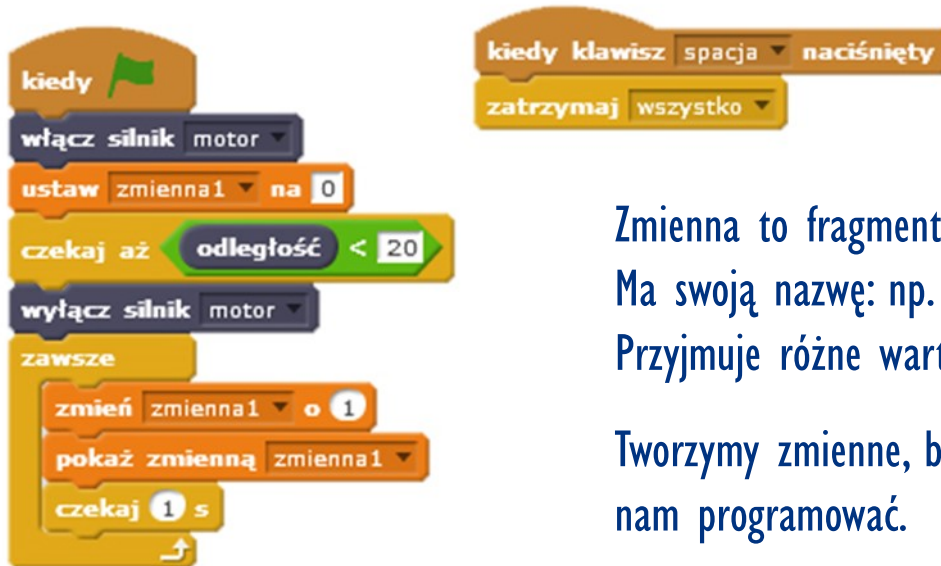 kiedy
włącz silnik motor
ustaw zmienna1 na 0
czekaj aż odległość < 20
wyłącz silnik motor
zawsze
zmień zmienna1 o 1
pokaż zmienną zmienna1
czekaj 1 s
kiedy klawisz spacja naciśnięty
zatrzymaj wszystko
Zmienna to fragment
Ma swoją nazwę: np.
Przyjmuje różne
Tworzymy zmienne,
nam programować.